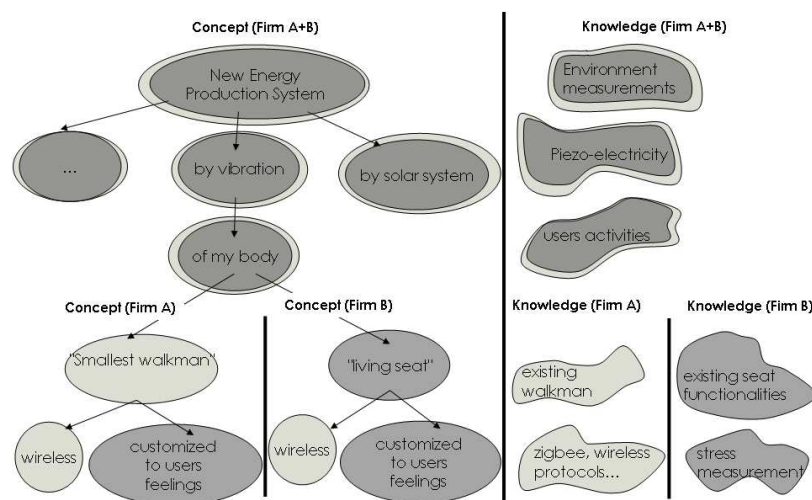 Concept (Firm A+B)
New Energy
Production System
...
by vibration
by solar system
of my body
Concept (Firm A)
Concept (Firm B)
"Smallest walkman"
"living seat"
wireless
customized
to users
feelings
wireless
customized
to users
feelings
Knowledge (Firm A+B)
Environment
measurements
Piezo-electricity
users activities
Knowledge (Firm A)
Knowledge (Firm B)
existing
walkman
existing seat
functionalities
zigbee, wireless
protocols...
stress
measurement